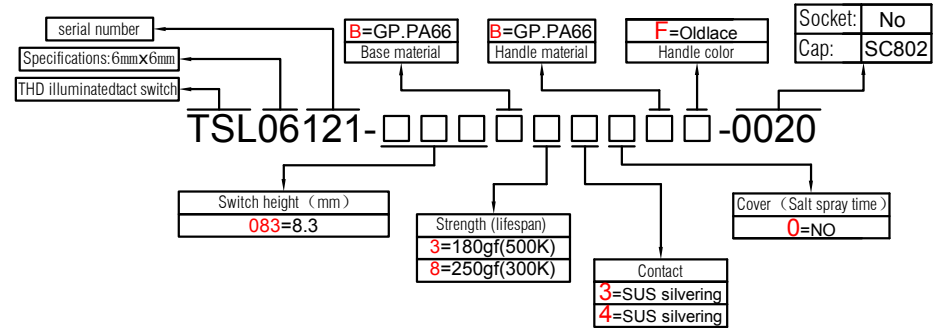 serial number
Specifications:6mm×6mm
THD illuminatedtact switch
B=GP.PA66
Base material
B=GP.PA66
Handle material
F=Oldlace
Handle color
Socket: No
Cap: SC802
TSL06121-□□□□□□□□□-0020
Switch height（mm）
083=8.3
Strength (lifespan)
3=180gf(500K)
8=250gf(300K)
Contact
3=SUS silvering
4=SUS silvering
Cover（Salt spray time）
0=NO